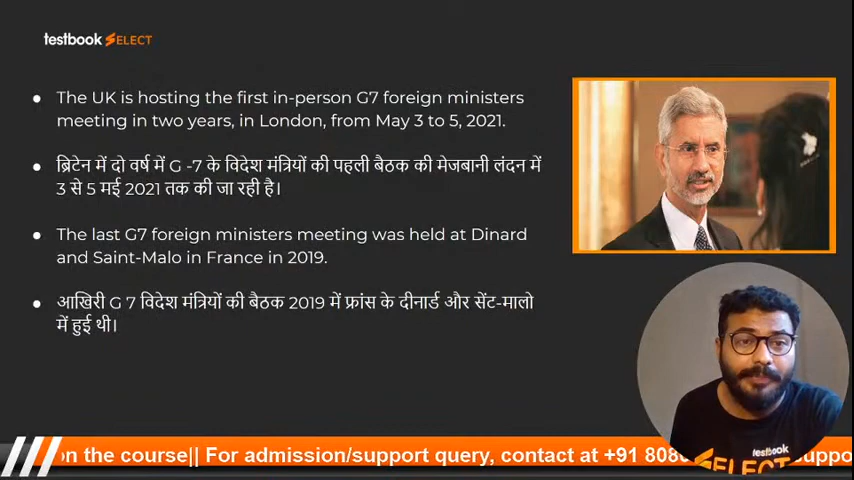 testbook SELECT
The UK is hosting the first in-person G7 foreign ministers
meeting in two years, in London, from May 3 to 5, 2021.
ब्रिटेन में दो वर्ष में G -7 के विदेश मंत्रियों की पहली बैठक की मेजबानी लंदन में
3 से 5 मई 2021 तक की जा रही है।
The last G7 foreign ministers meeting was held at Dinard
and Saint-Malo in France in 2019.
आखिरी G 7 विदेश मंत्रियों की बैठक 2019 में फ्रांस के दीनार्ड और सेंट-मालो
में हुई थी।
testbook
SELECT
on the course|| For admission/support query, contact at +91 808